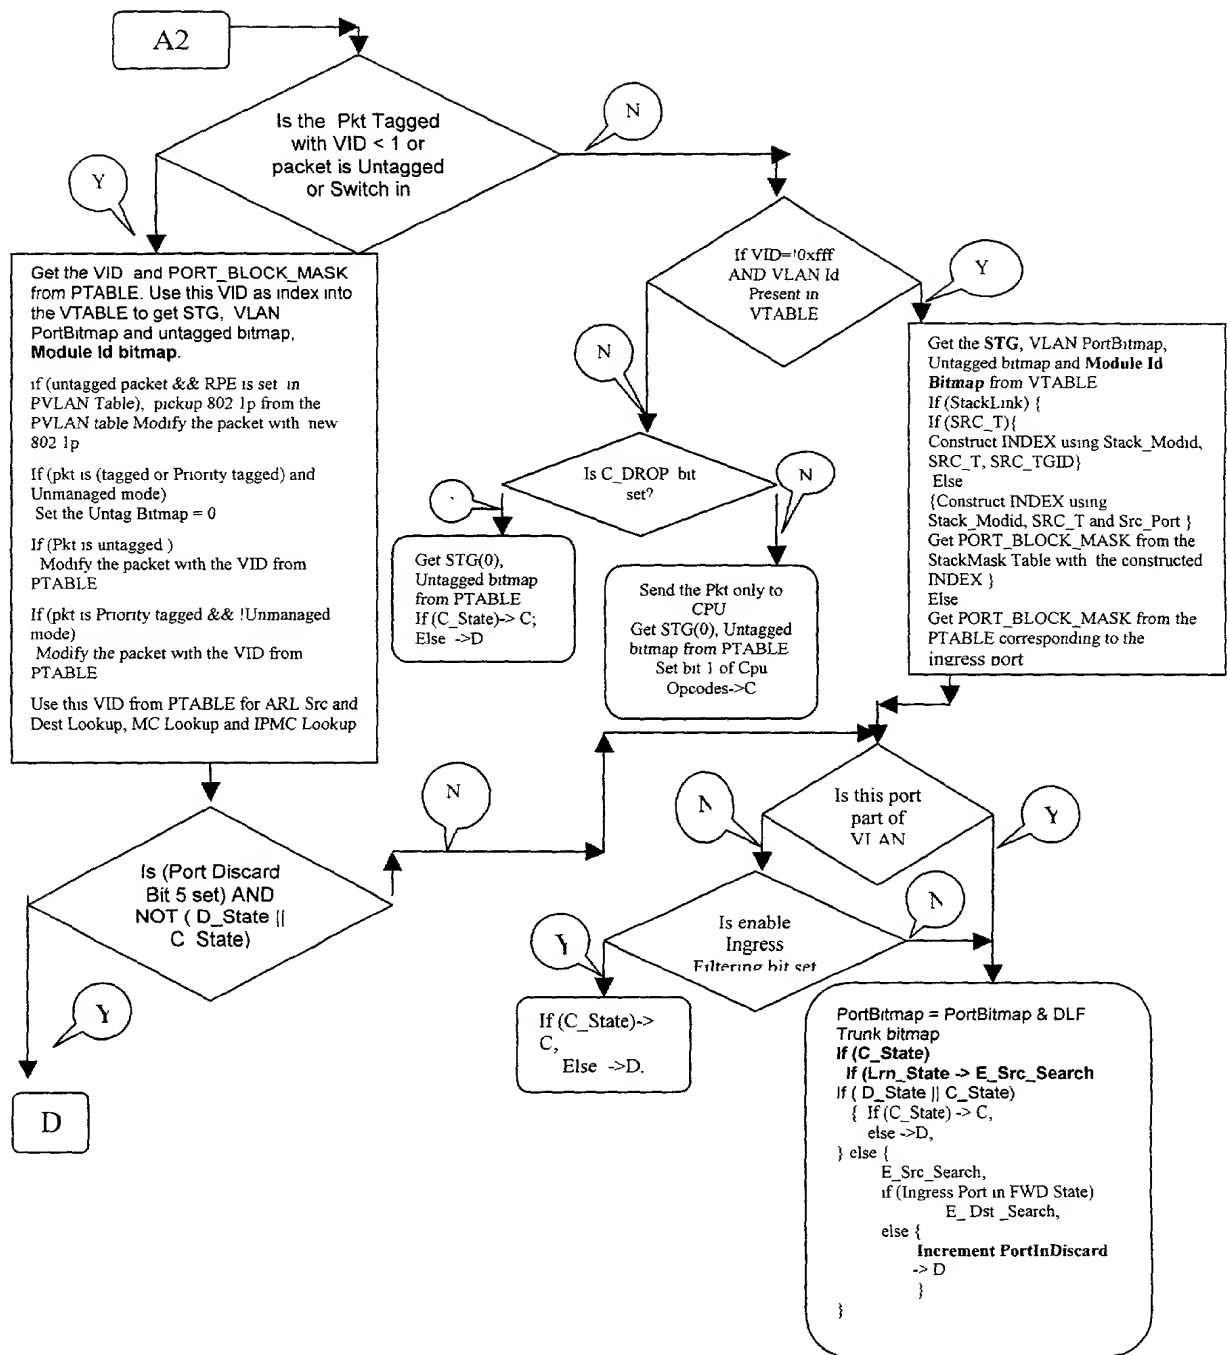 A2
Is the Pkt Tagged
with VID < 1 or
packet is Untagged
or Switch in
N
Y
Get the VID and PORT_BLOCK_MASK
from PTABLE. Use this VID as index into
the VTABLE to get STG, VLAN
PortBitmap and untagged bitmap,
Module Id bitmap.
if (untagged packet && RPE is set in
PVLAN Table), pickup 802 1p from the
PVLAN table Modify the packet with new
802 1p
If (pkt is (tagged or Priority tagged) and
Unmanaged mode)
Set the Untag Bitmap = 0
If (Pkt is untagged )
Modify the packet with the VID from
PTABLE
If (pkt is Priority tagged && !Unmanaged
mode)
Modify the packet with the VID from
PTABLE
Use this VID from PTABLE for ARL Src and
Dest Lookup, MC Lookup and IPMC Lookup
If VID=!0xfff
AND VLAN Id
Present in
VTABLE
Y
N
Get the STG, VLAN PortBitmap,
Untagged bitmap and Module Id
Bitmap from VTABLE
If (StackLink) {
If (SRC_T){
Construct INDEX using Stack_Modid,
SRC_T, SRC_TGID}
Else
{Construct INDEX using
Stack_Modid, SRC_T and Src_Port }
Get PORT_BLOCK_MASK from the
StackMask Table with the constructed
INDEX }
Else
Get PORT_BLOCK_MASK from the
PTABLE corresponding to the
ingress port
Is C_DROP bit
set?
N
Get STG(0),
Untagged bitmap
from PTABLE
If (C_State)-> C;
Else ->D
Send the Pkt only to
CPU
Get STG(0), Untagged
bitmap from PTABLE
Set bit 1 of Cpu
Opcodes->C
Is (Port Discard
Bit 5 set) AND
NOT ( D_State ||
C State)
N
Y
D
Is this port
part of
VLAN
N
Y
Is enable
Ingress
Filtering bit set
N
Y
If (C_State)->
C,
Else ->D.
PortBitmap = PortBitmap & DLF
Trunk bitmap
If (C_State)
If (Lrn_State -> E_Src_Search
If ( D_State || C_State)
{ If (C_State) -> C,
else ->D,
} else {
E_Src_Search,
if (Ingress Port in FWD State)
E_ Dst _Search,
else {
Increment PortInDiscard
-> D
}
}